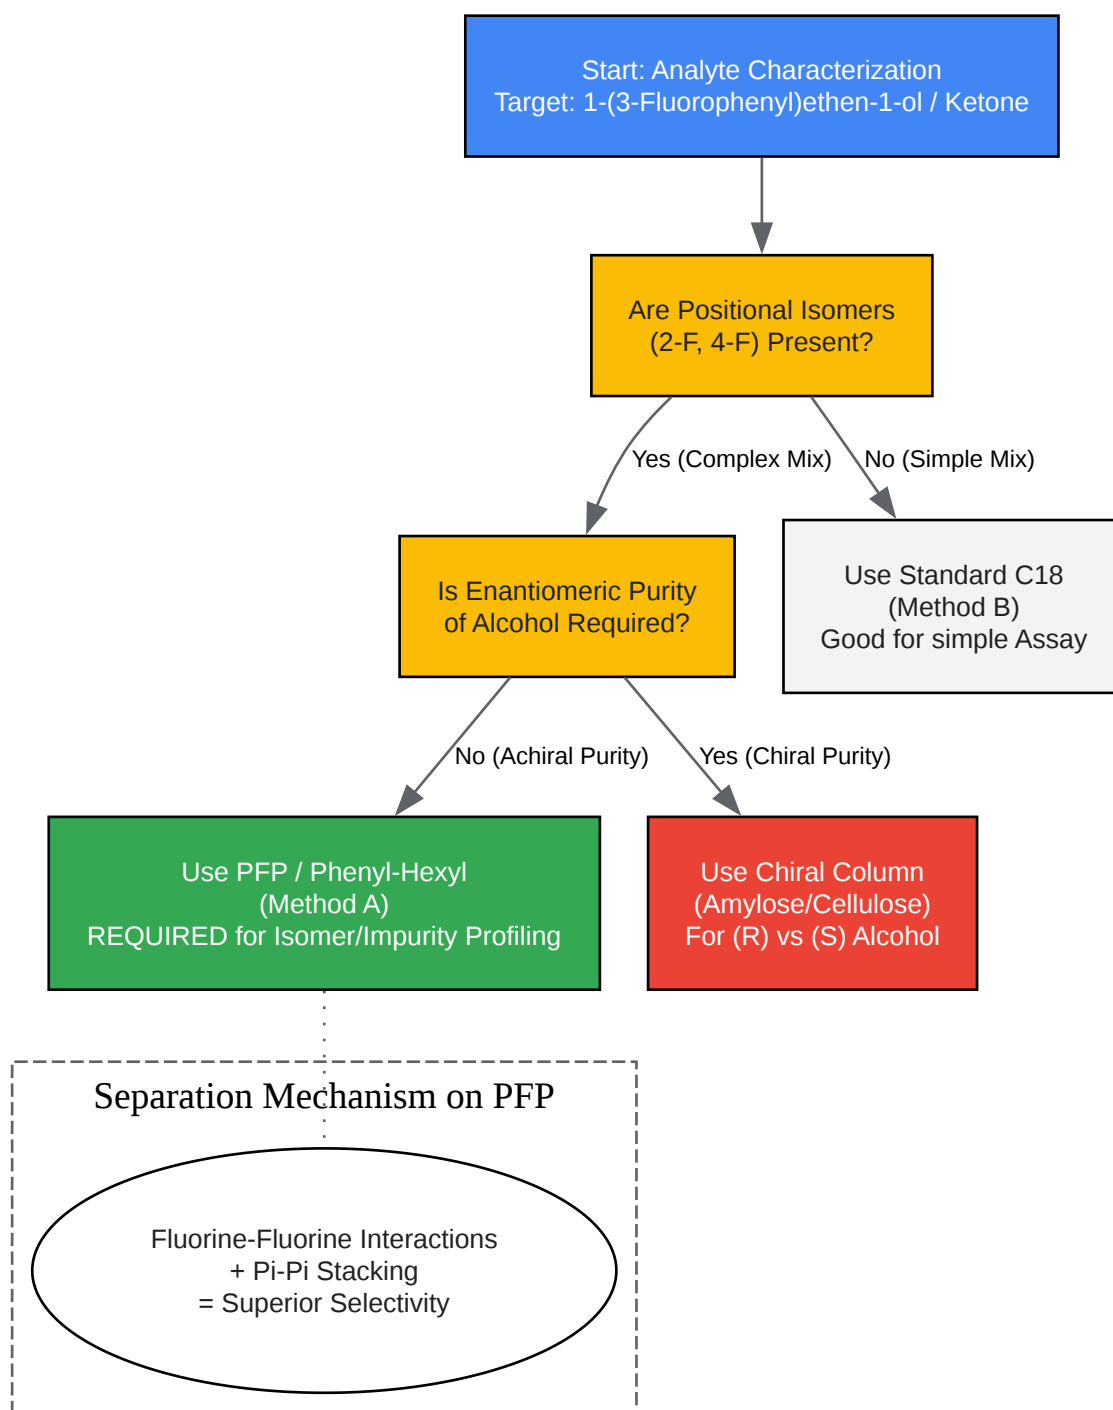 Start: Analyte Characterization
Target: 1-(3-Fluorophenyl)ethen-1-ol / Ketone
Are Positional Isomers
(2-F, 4-F) Present?
Yes (Complex Mix)
No (Simple Mix)
Is Enantiomeric Purity
of Alcohol Required?
Use Standard C18
(Method B)
Good for simple Assay
No (Achiral Purity)
Yes (Chiral Purity)
Use PFP / Phenyl-Hexyl
(Method A)
REQUIRED for Isomer/Impurity Profiling
Use Chiral Column
(Amylose/Cellulose)
For (R) vs (S) Alcohol
Separation Mechanism on PFP
Fluorine-Fluorine Interactions
+ Pi-Pi Stacking
= Superior Selectivity